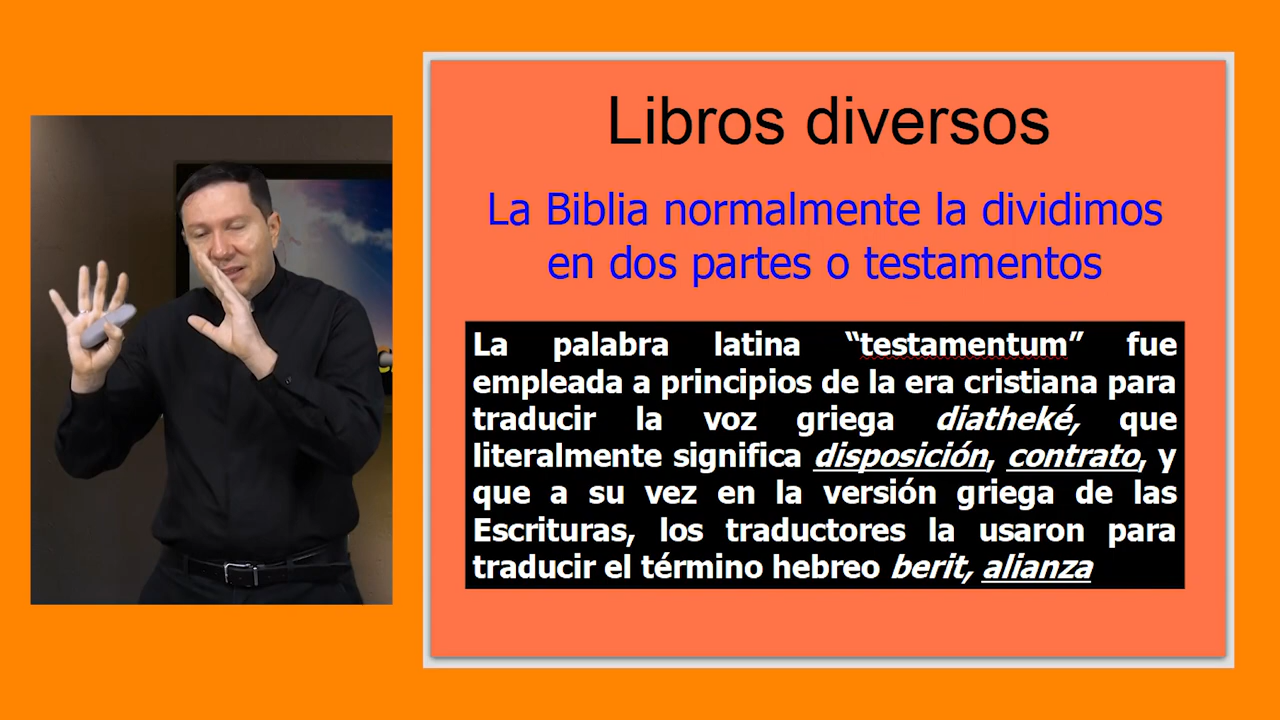 Libros diversos
La Biblia normalmente la dividimos
en dos partes o testamentos
La palabra latina “testamentum” fue
empleada a principios de la era cristiana para
traducir la voz griega diatheké, que
literalmente significa disposición, contrato, y
que a su vez en la versión griega de las
Escrituras, los traductores la usaron para
traducir el término hebreo berit, alianza